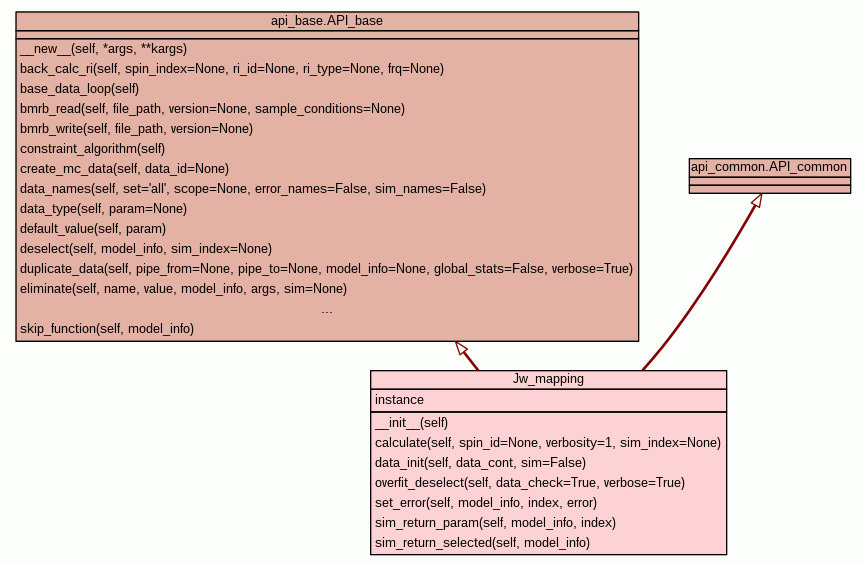 api_base.API_base
__new__(self, *args, **kargs)
back_calc_ri(self, spin_index=None, ri_id=None, ri_type=None, frq=None)
base_data_loop(self)
bmrb_read(self, file_path, version=None, sample_conditions=None)
bmrb_write(self, file_path, version=None)
constraint_algorithm(self)
create_mc_data(self, data_id=None)
data_names(self, set='all', scope=None, error_names=False, sim_names=False)
data_type(self, param=None)
default_value(self, param)
deselect(self, model_info, sim_index=None)
duplicate_data(self, pipe_from=None, pipe_to=None, model_info=None, global_stats=False, verbose=True)
eliminate(self, name, value, model_info, args, sim=None)
...
skip_function(self, model_info)
api_common.API_common
Jw_mapping
instance
__init__(self)
calculate(self, spin_id=None, verbosity=1, sim_index=None)
data_init(self, data_cont, sim=False)
overfit_deselect(self, data_check=True, verbose=True)
set_error(self, model_info, index, error)
sim_return_param(self, model_info, index)
sim_return_selected(self, model_info)